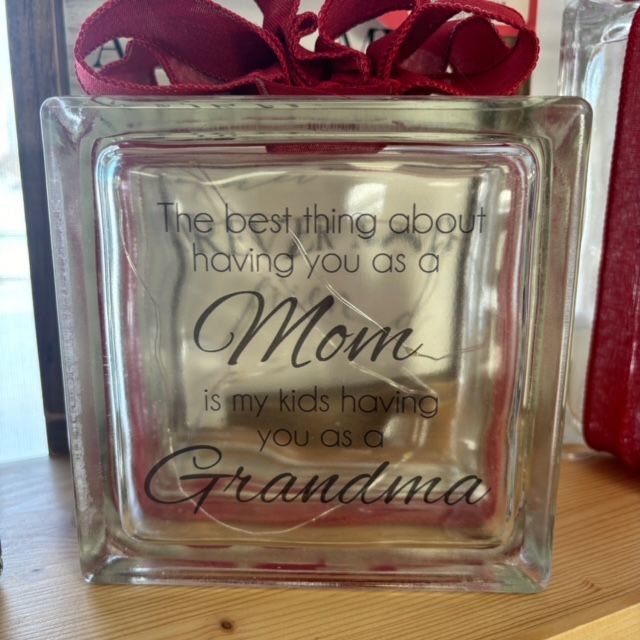 The best thing about
having you as a
Mom
is my kids having
you as a
Grandma